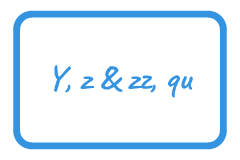 Y, z & zz, qu